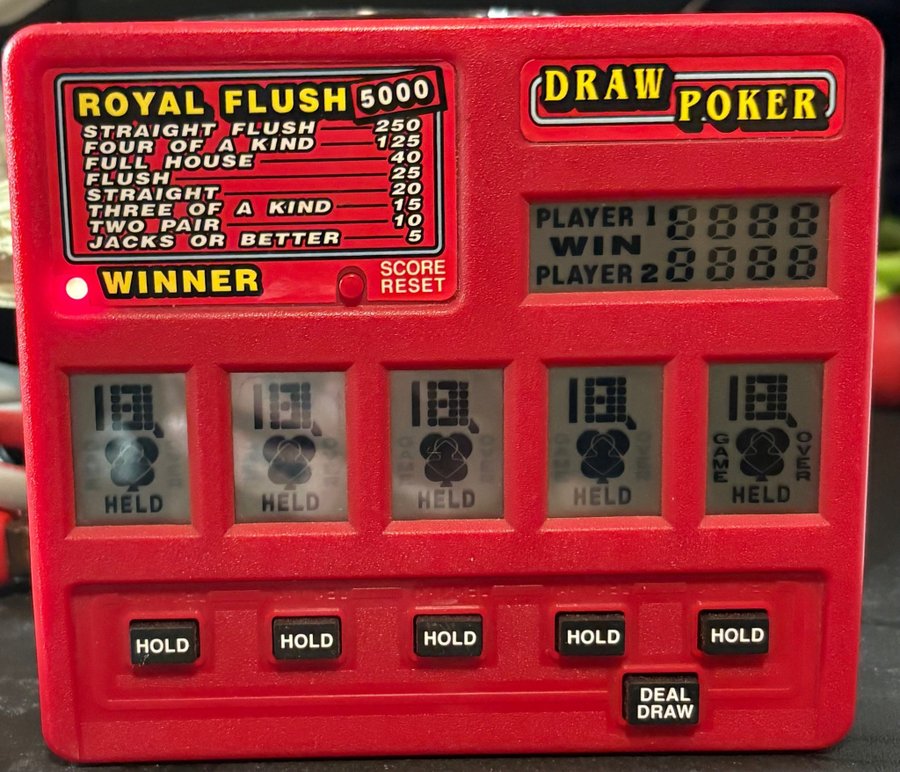 ROYAL FLUSH 5000
STRAIGHT FLUSH 250
FOUR OF A KIND 125
FULL HOUSE 40
FLUSH 25
STRAIGHT 20
THREE OF A KIND 15
TWO PAIR 10
JACKS OR BETTER 5
WINNER
SCORE
RESET
DRAW
POKER
PLAYER 1 8888
WIN
PLAYER 2 8888
HELD
HELD
HELD
HELD
GAME
OVER
HELD
HOLD
HOLD
HOLD
HOLD
HOLD
DEAL
DRAW